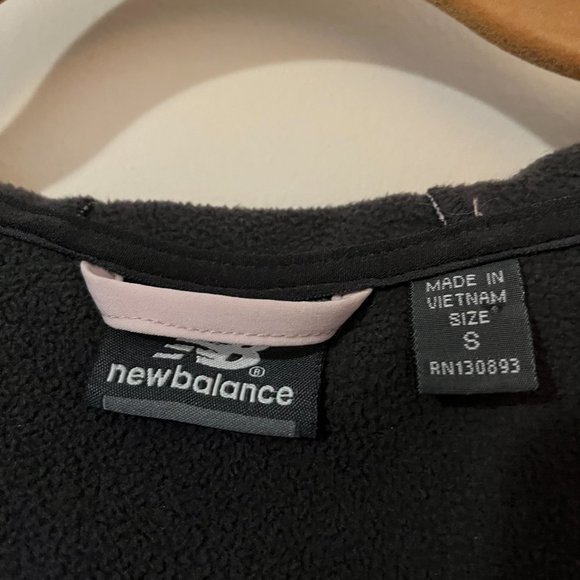 newbalance
®
MADE IN
VIETNAM
SIZE
S
RN130893